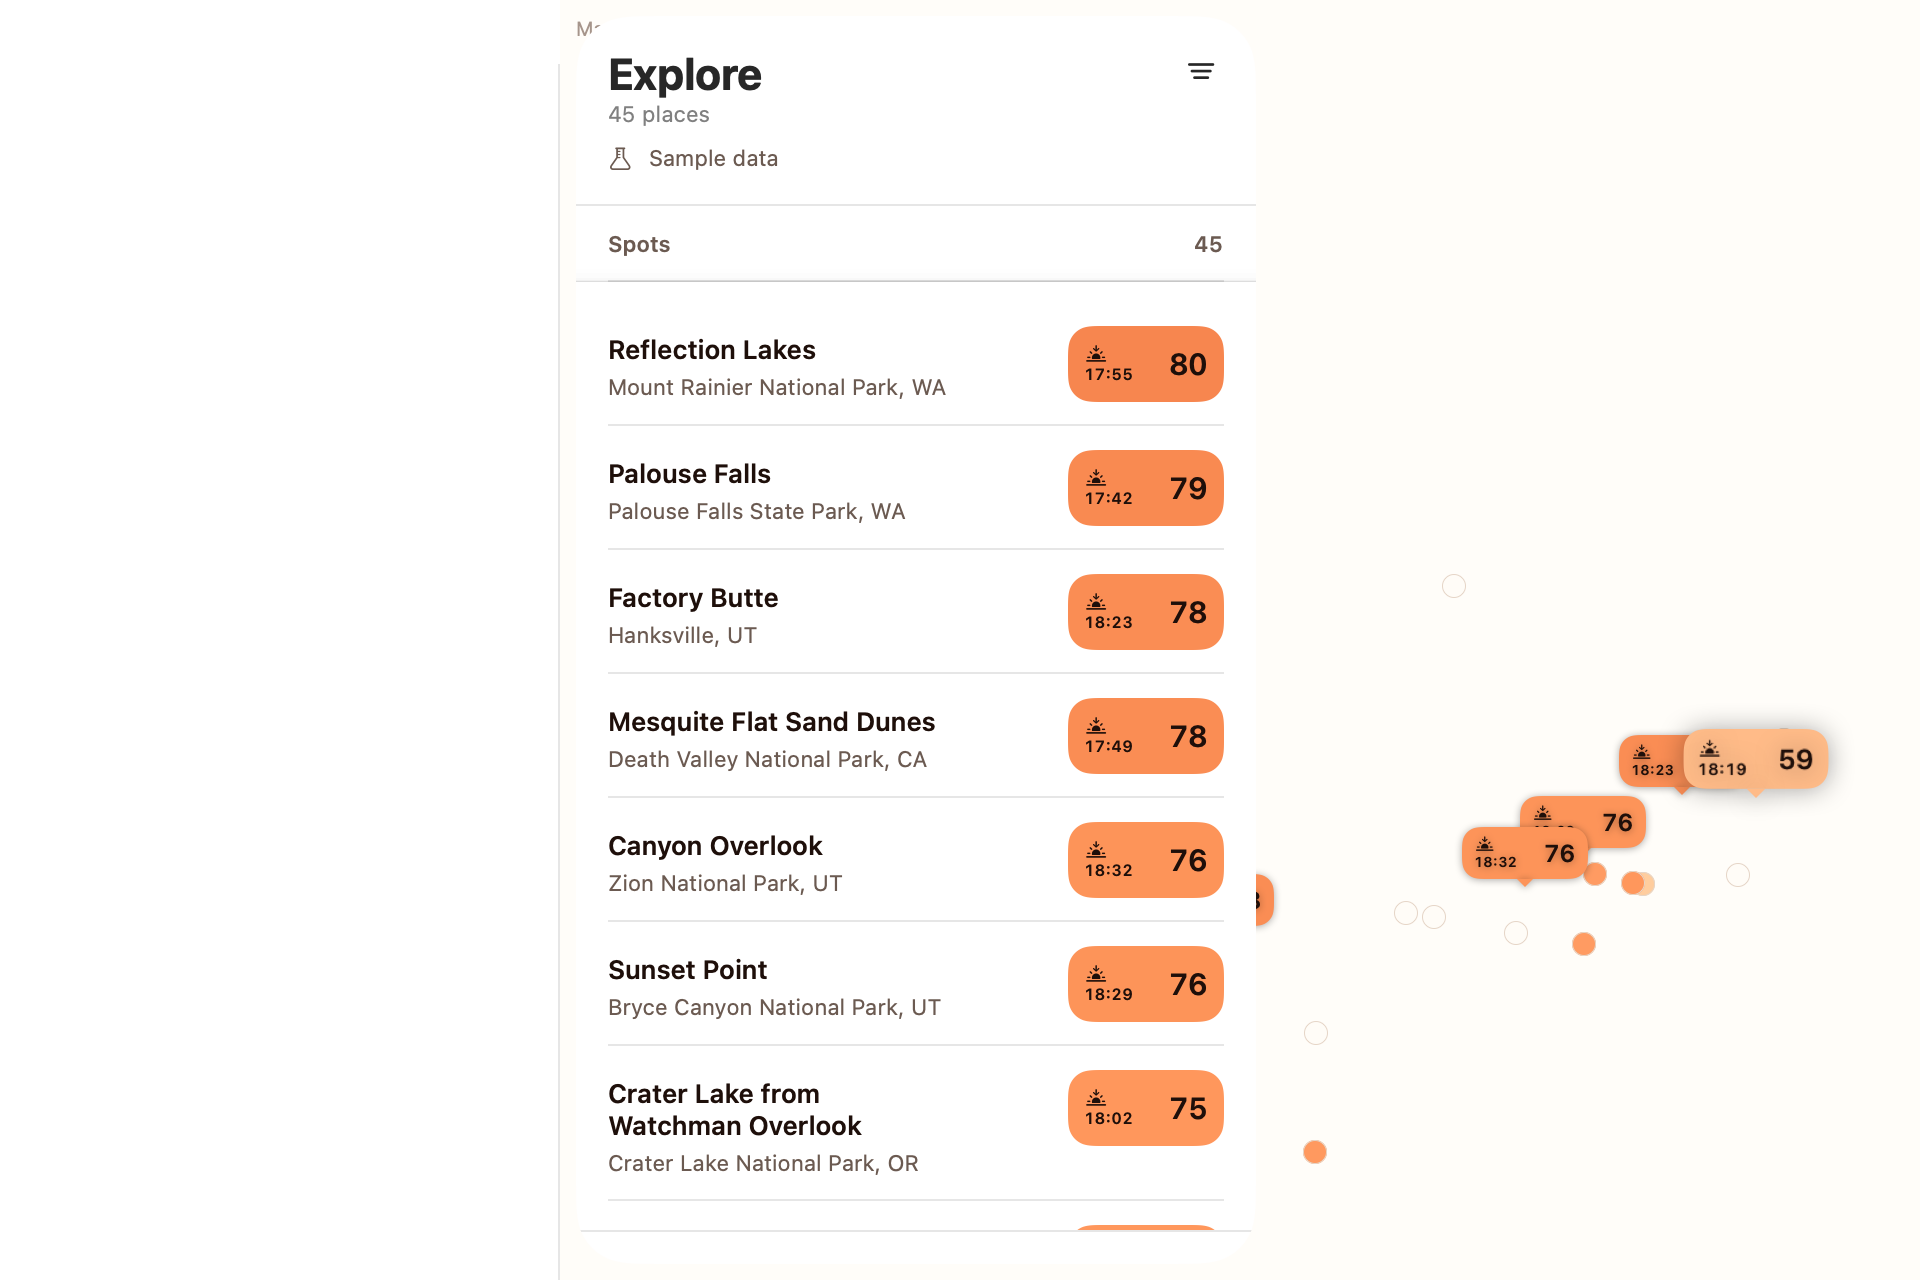 Explore
45 places
Sample data
Spots
45
Reflection Lakes
Mount Rainier National Park, WA
17:55
80
Palouse Falls
Palouse Falls State Park, WA
17:42
79
Factory Butte
Hanksville, UT
18:23
78
Mesquite Flat Sand Dunes
Death Valley National Park, CA
17:49
78
Canyon Overlook
Zion National Park, UT
18:32
76
Sunset Point
Bryce Canyon National Park, UT
18:29
76
Crater Lake from
Watchman Overlook
Crater Lake National Park, OR
18:02
75
18:23
18:19
59
76
18:32
76